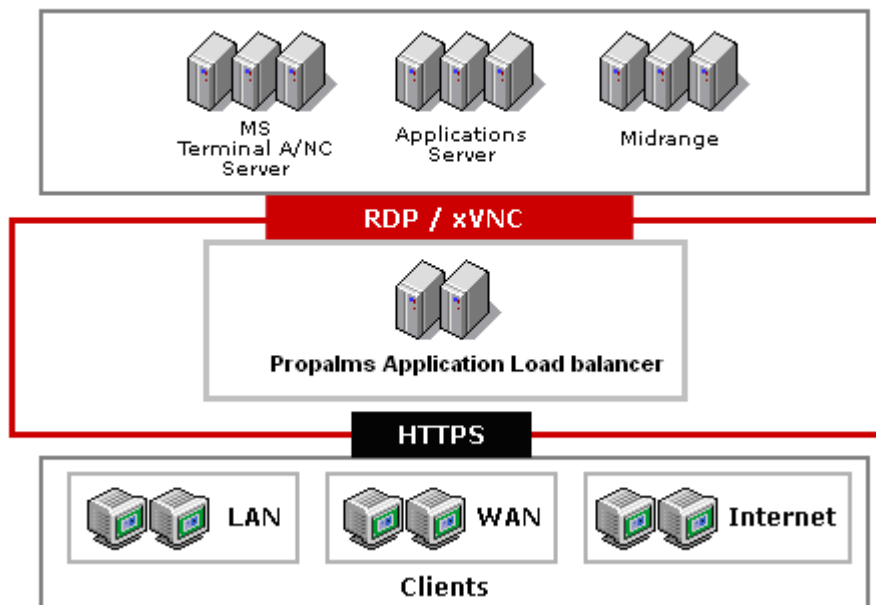 MS
Terminal A/NC
Server
Applications
Server
Midrange
RDP / xVNC
Propalms Application Load balancer
HTTPS
LAN
WAN
Internet
Clients